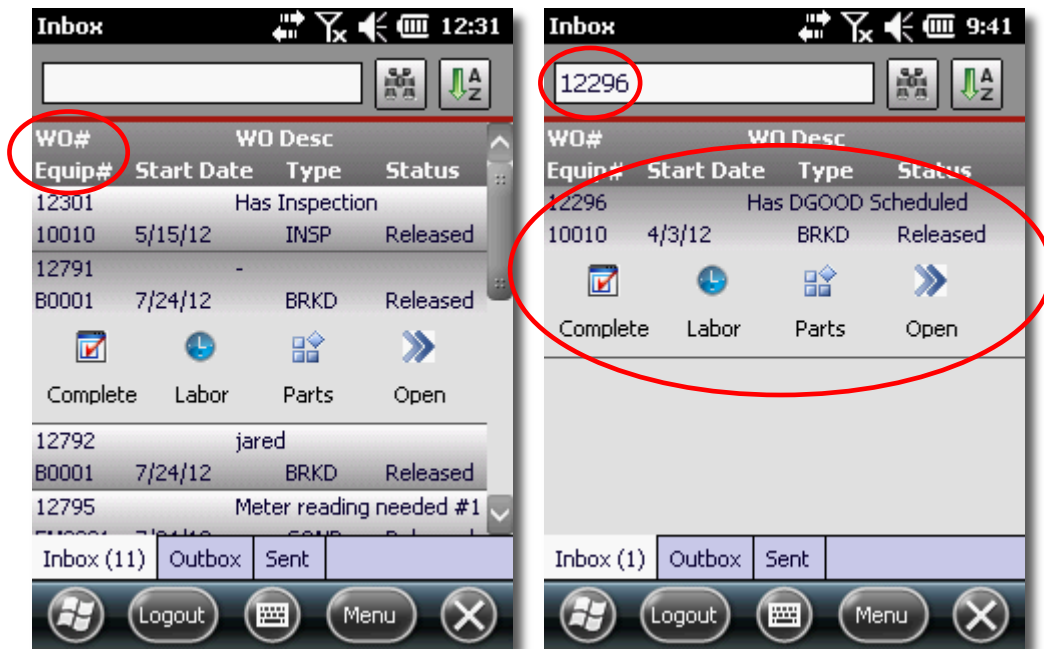 Inbox 12:31
WO# WO Desc
Equip# Start Date Type Status
12301 Has Inspection
10010 5/15/12 INSP Released
12791 -
B0001 7/24/12 BRKD Released
Complete Labor Parts Open
12792 jared
B0001 7/24/12 BRKD Released
12795 Meter reading needed #1
Inbox (11) Outbox Sent
Logout Menu
Inbox 9:41
12296
WO# WO Desc
Equip# Start Date Type Status
12296 Has DGOOD Scheduled
10010 4/3/12 BRKD Released
Complete Labor Parts Open
Inbox (1) Outbox Sent
Logout Menu